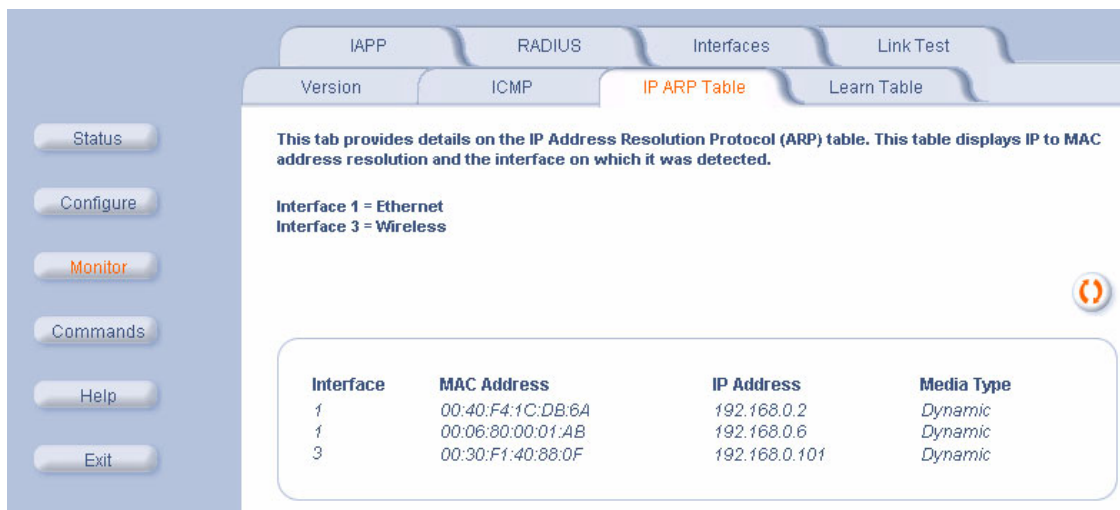 IAPP RADIUS Interfaces Link Test
Version ICMP IP ARP Table Learn Table
Status
Configure
Monitor
Commands
Help
Exit
This tab provides details on the IP Address Resolution Protocol (ARP) table. This table displays IP to MAC
address resolution and the interface on which it was detected.
Interface 1 = Ethernet
Interface 3 = Wireless
Interface MAC Address IP Address Media Type
1 00:40:F4:1C:DB:6A 192.168.0.2 Dynamic
1 00:06:80:00:01:AB 192.168.0.6 Dynamic
3 00:30:F1:40:88:0F 192.168.0.101 Dynamic